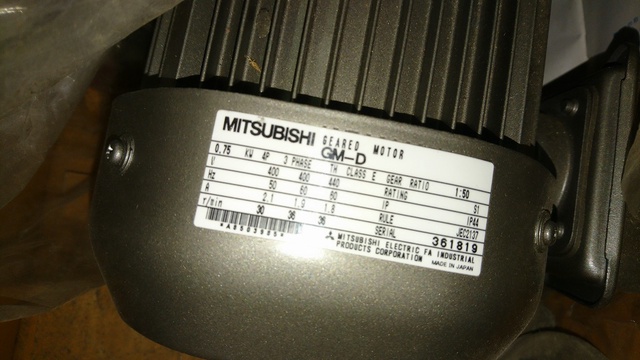 MITSUBISHI GEARED MOTOR
GM-D
0.75 KW 4P 3 PHASE TH CLASS E GEAR RATIO 1:50
V 400 400 440 RATING S1
Hz 50 60 60 IP IP44
A 2.1 1.9 1.8 RULE JEC2137
r/min 30 36 36 SERIAL 361819
MITSUBISHI ELECTRIC FA INDUSTRIAL
PRODUCTS CORPORATION MADE IN JAPAN